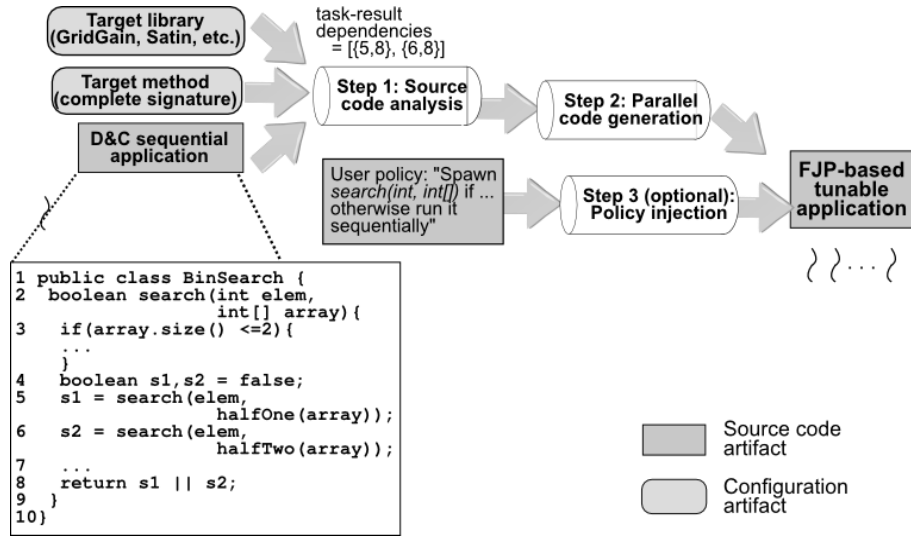 Target library
(GridGain, Satin, etc.)
task-result
dependencies
= [{5,8}, {6,8}]
Target method
(complete signature)
Step 1: Source
code analysis
Step 2: Parallel
code generation
D&C sequential
application
User policy: "Spawn
search(int, int[]) if ...
otherwise run it
sequentially"
Step 3 (optional):
Policy injection
FJP-based
tunable
application
. . .
1 public class BinSearch {
2 boolean search(int elem,
int[] array){
3 if(array.size() <=2){
...
}
4 boolean s1,s2 = false;
5 s1 = search(elem,
halfOne(array));
6 s2 = search(elem,
halfTwo(array));
7 ...
8 return s1 || s2;
9 }
10}
Source code
artifact
Configuration
artifact